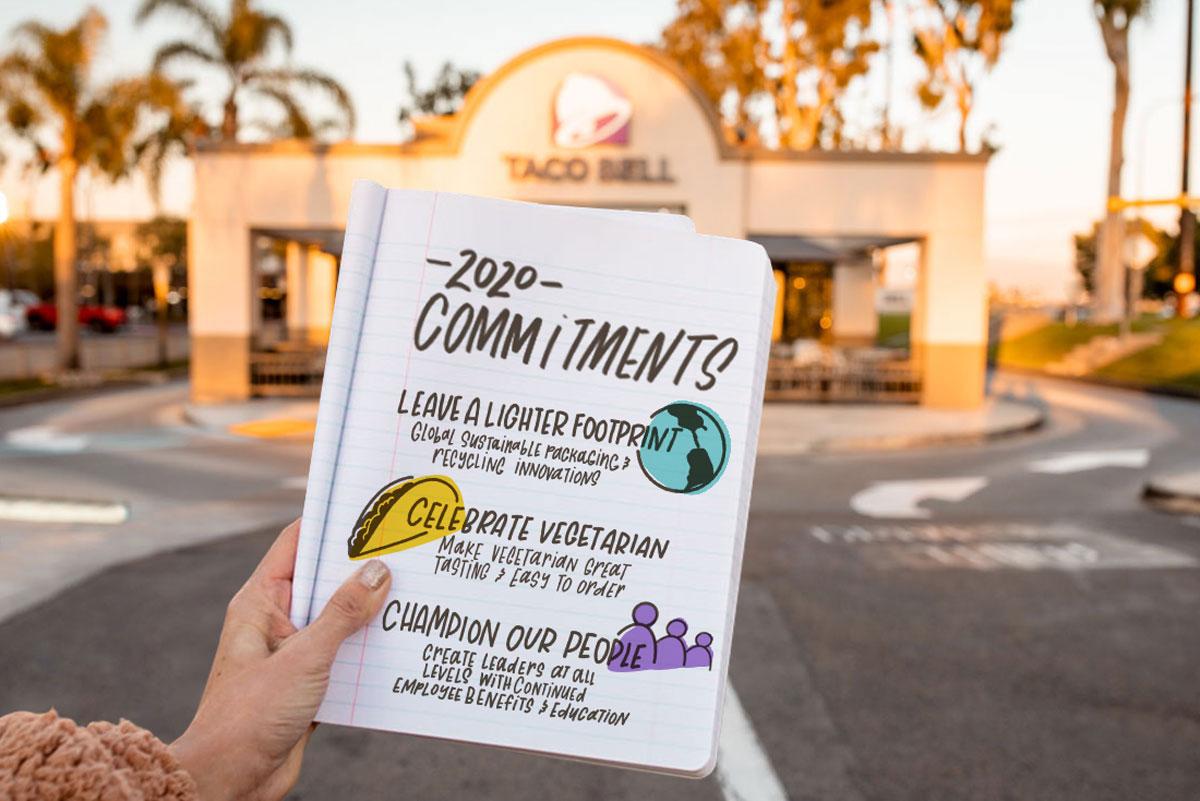 TACO BELL
-2020-
COMMiTMENTS
LEAVE A LIGHTER FOOTPRINT
GLOBAL SUSTAINABLE PACKAGING &
RECYCLING INNOVATIONS
CELEBRATE VEGETARIAN
MAKE VEGETARIAN GREAT
TASTING & EASY TO ORDER
CHAMPION OUR PEOPLE
CREATE LEADERS AT ALL
LEVELS WITH CONTINUED
EMPLOYEE BENEFITS & EDUCATION